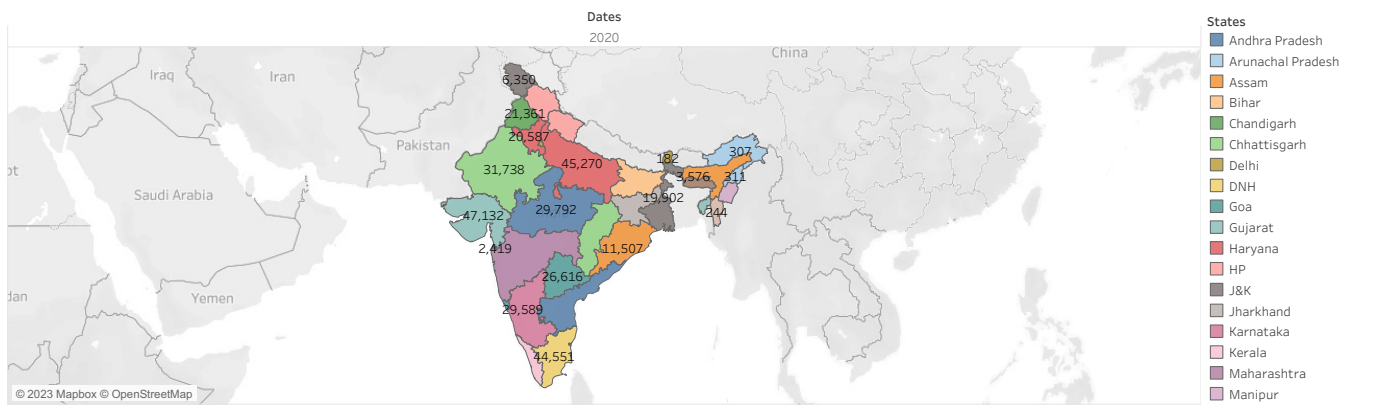 Dates
2020
States
Andhra Pradesh
Arunachal Pradesh
Assam
Bihar
Chandigarh
Chhattisgarh
Delhi
DNH
Goa
Gujarat
Haryana
HP
J&K
Jharkhand
Karnataka
Kerala
Maharashtra
Manipur
China
Iraq
Iran
6,350
21,361
Pakistan
20,587
307
182
45,270
31,738
3,576
311
ot
Saudi Arabia
19,902
29,792
244
47,132
2,419
11,507
26,616
dan
Yemen
29,589
44,551
© 2023 Mapbox © OpenStreetMap